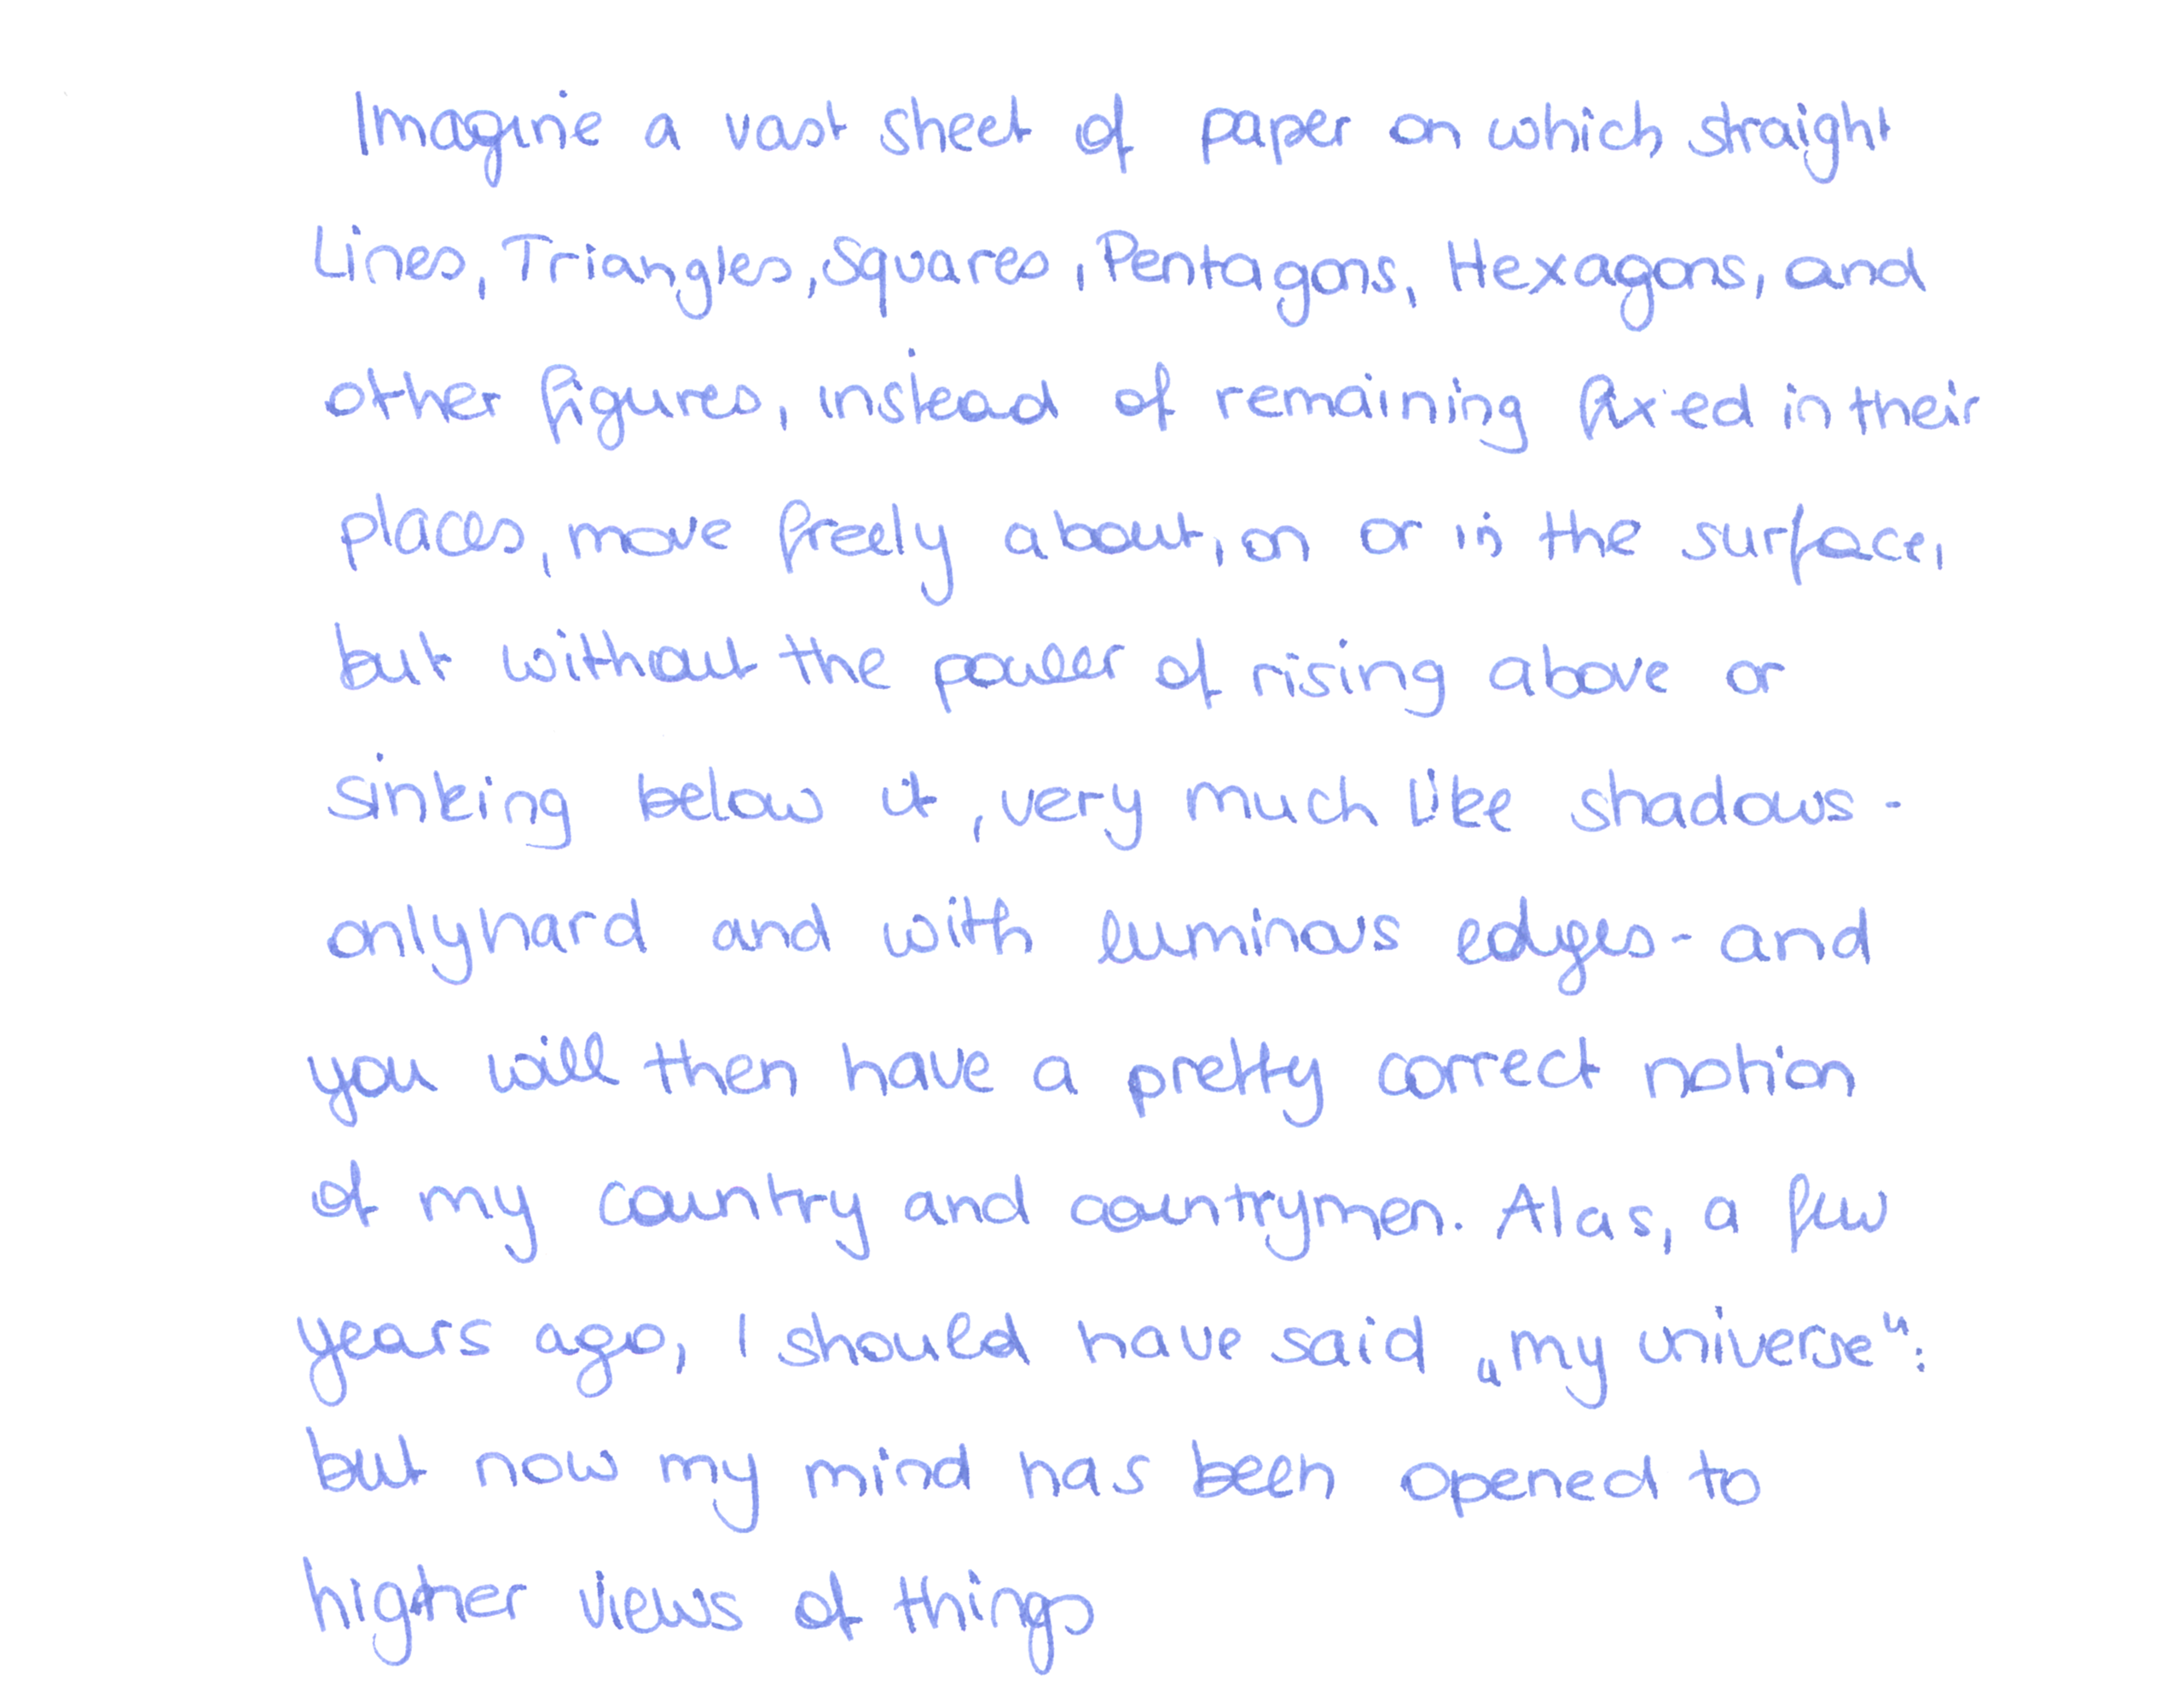 Imagine a vast sheet of paper on which straight
Lines, Triangles, Squares, Pentagons, Hexagons, and
other figures, instead of remaining fixed in their
places, move freely about, on or in the surface,
but without the power of rising above or
sinking below it, very much like shadows -
only hard and with luminous edges - and
you will then have a pretty correct notion
of my country and countrymen. Alas, a few
years ago, I should have said „my universe“:
but now my mind has been opened to
higher views of things